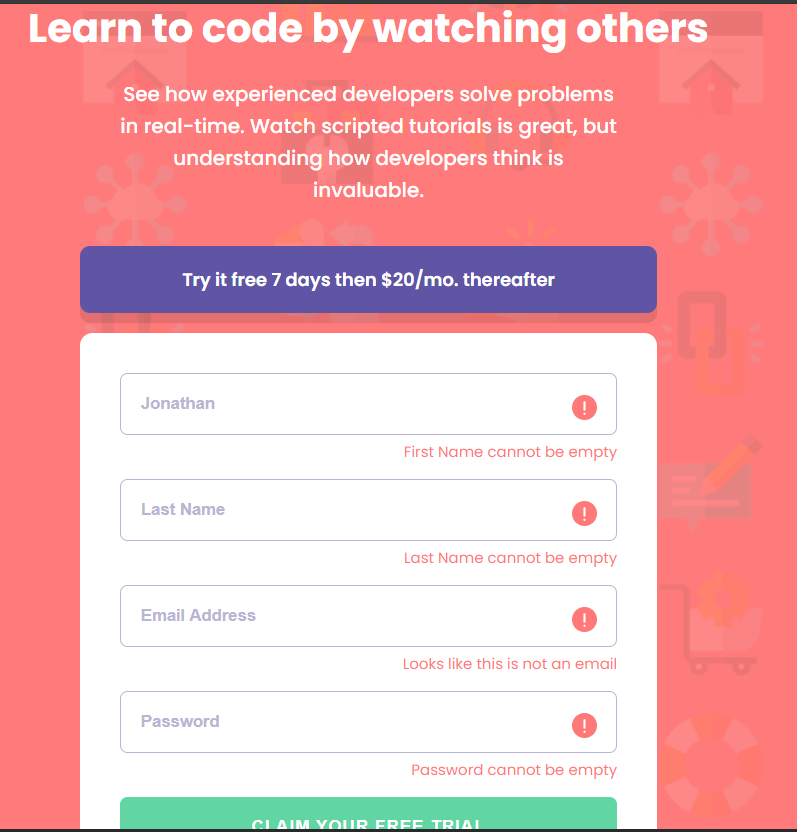 Learn to code by watching others
See how experienced developers solve problems
in real-time. Watch scripted tutorials is great, but
understanding how developers think is
invaluable.
Try it free 7 days then $20/mo. thereafter
Jonathan
First Name cannot be empty
Last Name
Last Name cannot be empty
Email Address
Looks like this is not an email
Password
Password cannot be empty
CLAIM YOUR FREE TRIAL